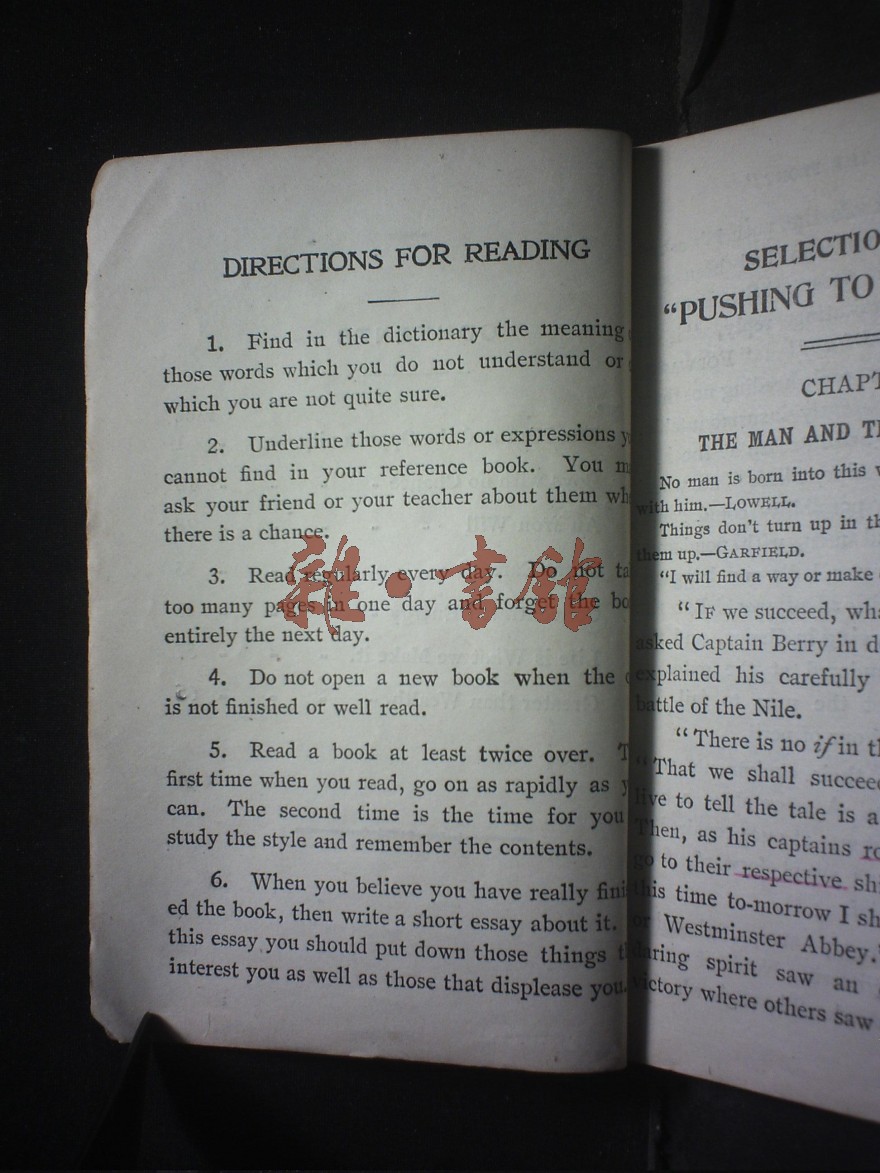 DIRECTIONS FOR READING
1. Find in the dictionary the meaning
those words which you do not understand or
which you are not quite sure.
2. Underline those words or expressions
cannot find in your reference book. You
ask your friend or your teacher about them
there is a chance.
3. Read regularly every day. Do not
too many pages in one day and forget the
entirely the next day.
4. Do not open a new book when the
is not finished or well read.
5. Read a book at least twice over.
first time when you read, go on as rapidly as
can. The second time is the time for you
study the style and remember the contents.
6. When you believe you have really
ed the book, then write a short essay about it.
this essay you should put down those things
interest you as well as those that displease you.
雜·書館
"PUSHING TO
THE MAN AND
No man is born into this
with him.—LOWELL.
Things don't turn up in
them up.—GARFIELD.
"I will find a way or make
"IF we succeed,
asked Captain Berry in
explained his carefully
battle of the Nile.
"There is no if in
"That we shall
live to tell the tale is
Then, as his captains
go to their respective
this time to-morrow I
or Westminster Abbey.
daring spirit saw an
victory where others saw